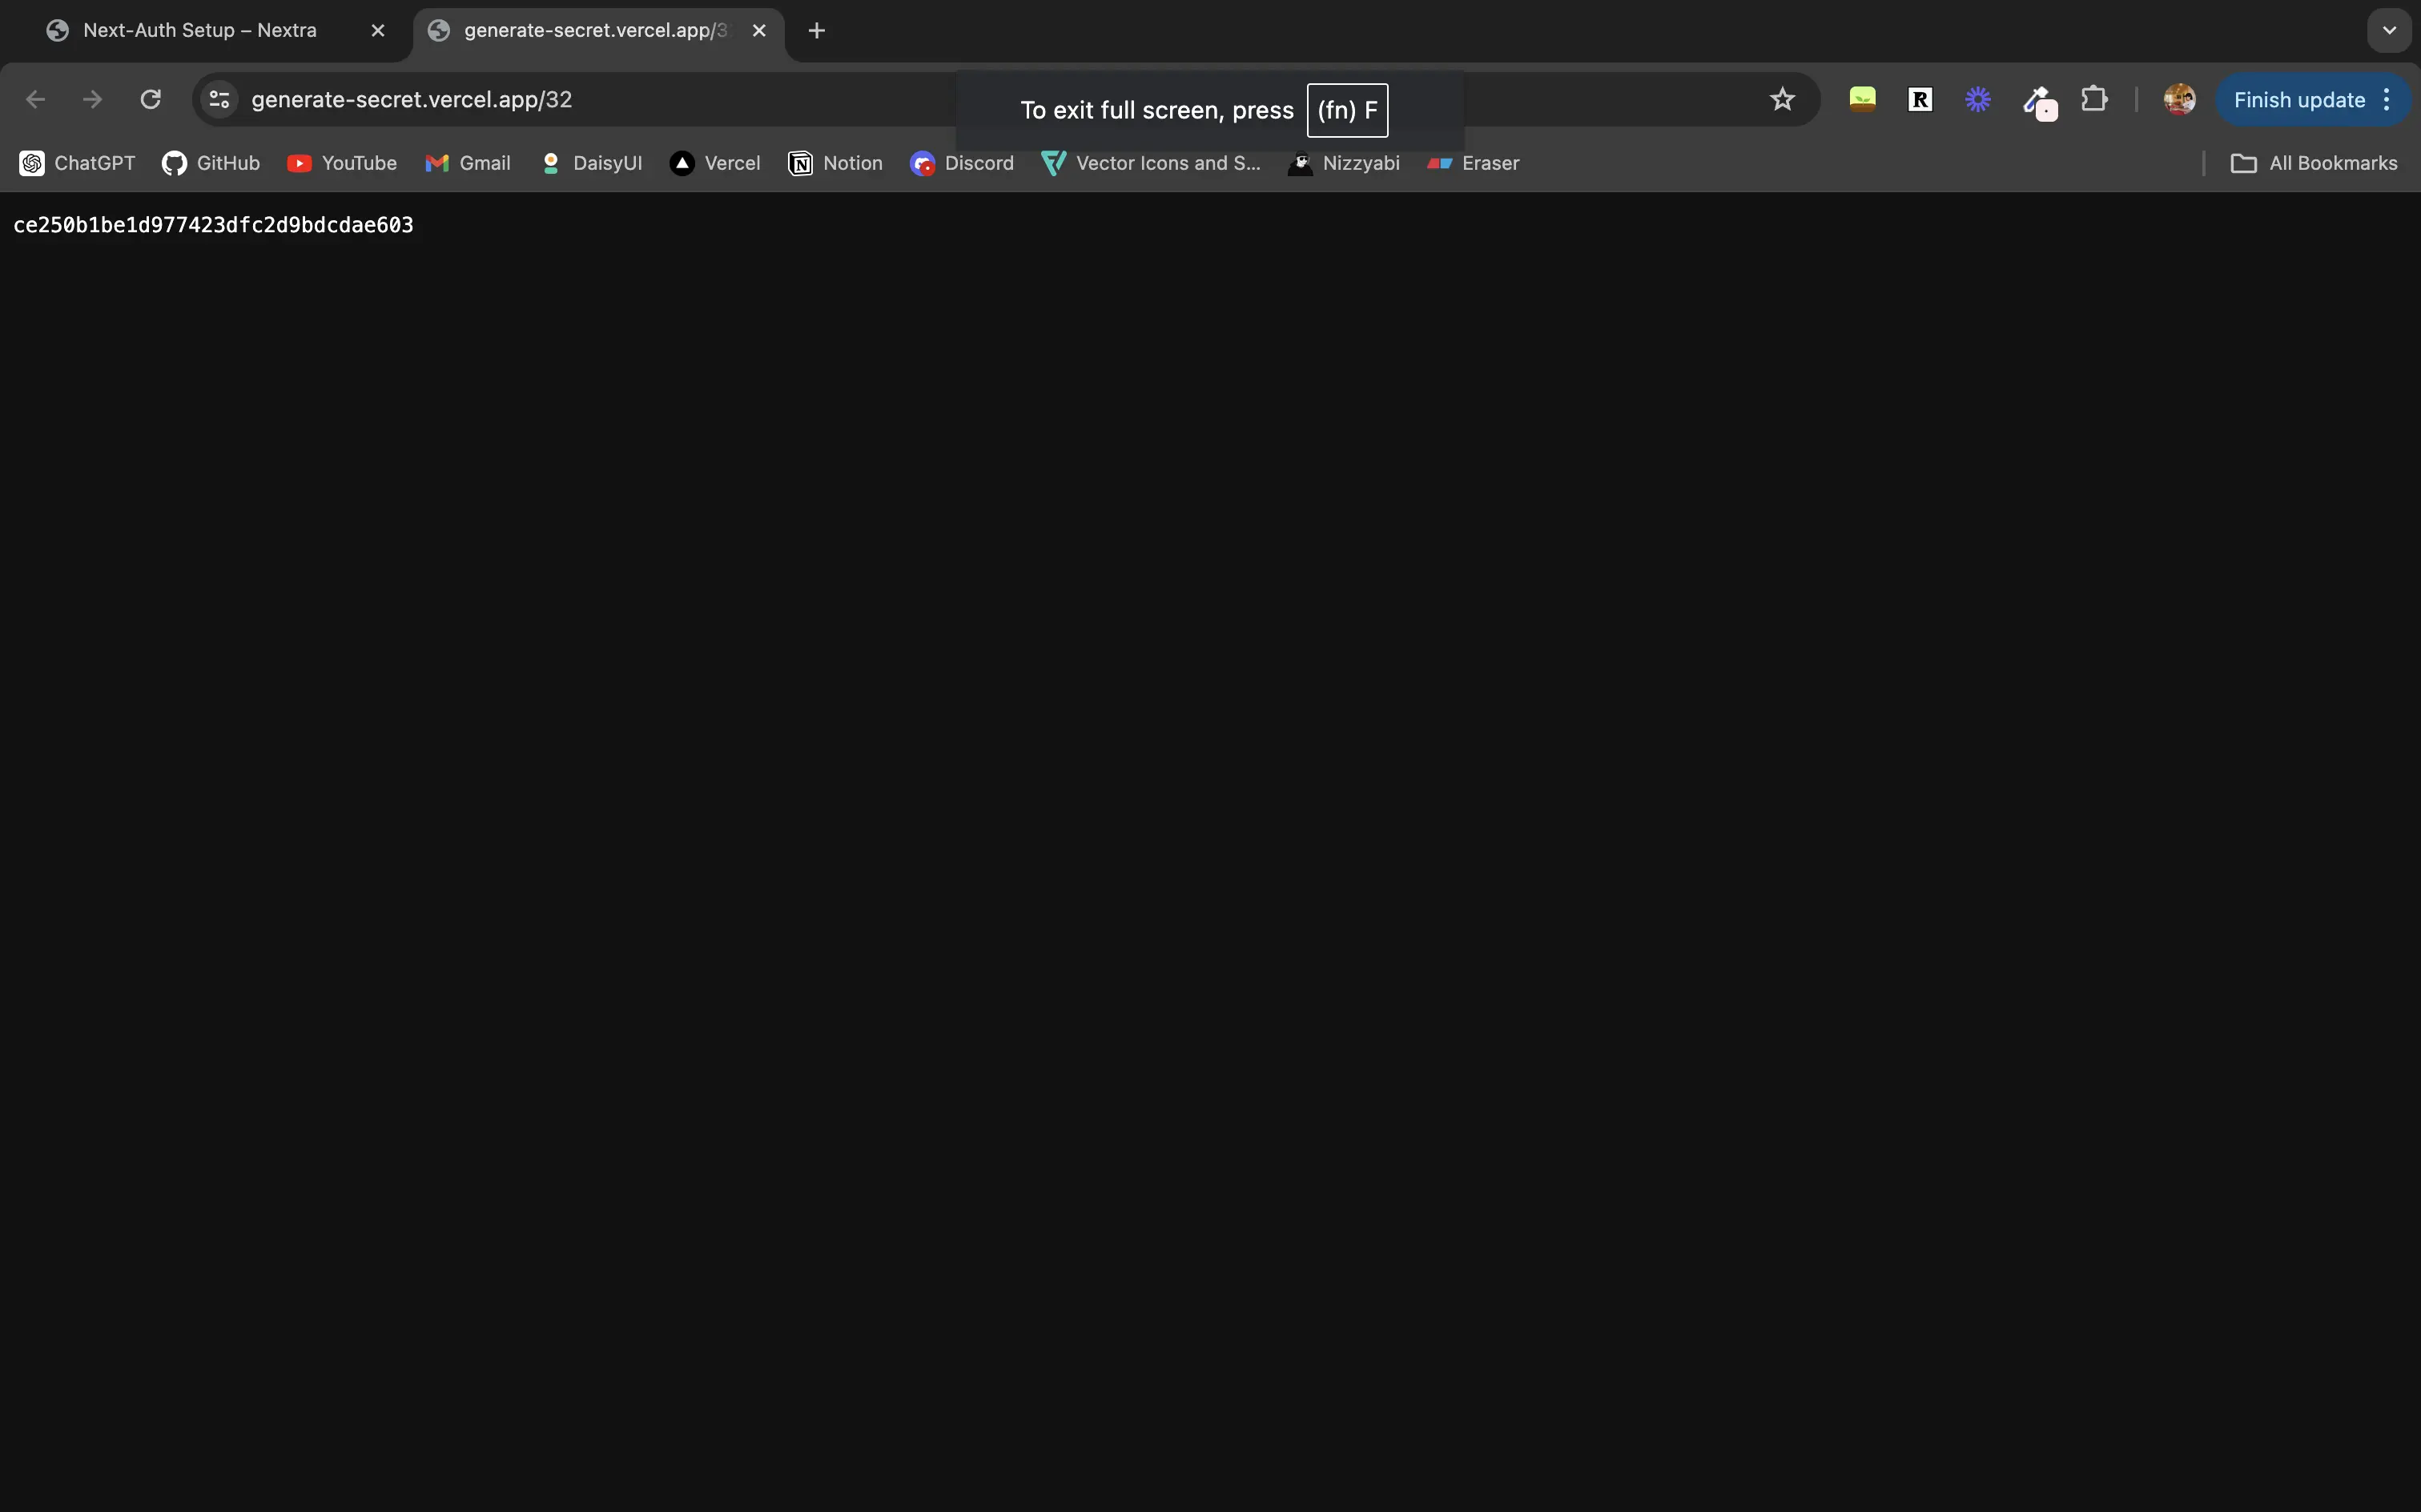 Next-Auth Setup – Nextra
generate-secret.vercel.app/3
generate-secret.vercel.app/32
To exit full screen, press (fn) F
Finish update
ChatGPT
GitHub
YouTube
Gmail
DaisyUI
Vercel
Notion
Discord
Vector Icons and S...
Nizzyabi
Eraser
All Bookmarks
ce250b1be1d977423dfc2d9bdcdae603